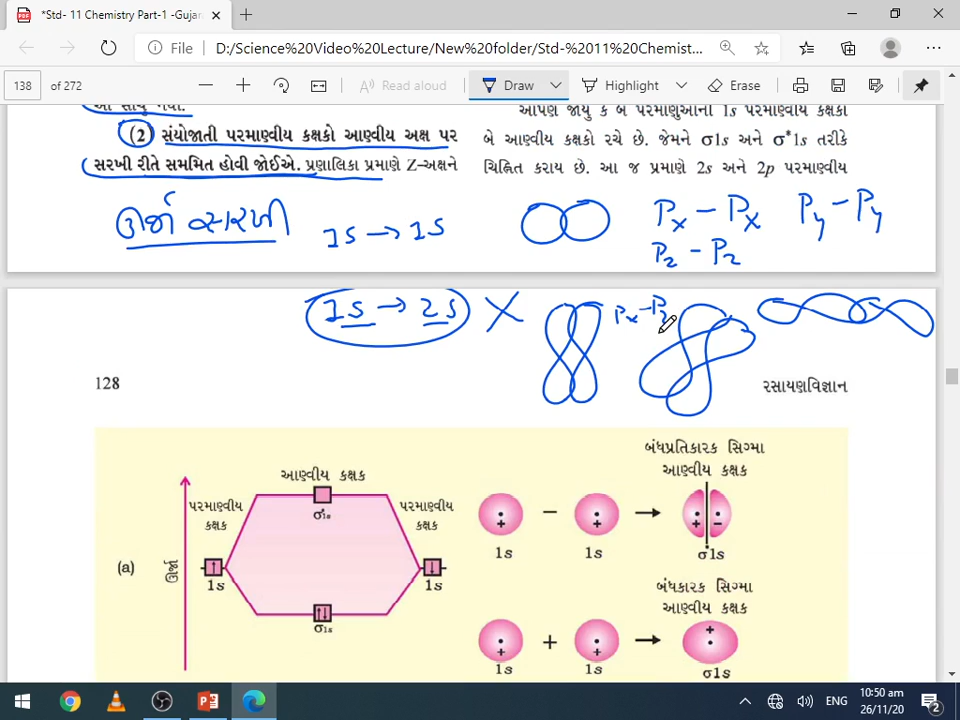 *Std- 11 Chemistry Part-1 -Gujar
File
D:/Science%20Video%20Lecture/New%20folder/Std-%2011%20Chemist...
138 of 272
Read aloud
Draw
Highlight
Erase
(2) સંયોજાતી પરમાણ્વીય કક્ષકો આણ્વીય અક્ષ પર
સરખી રીતે સમમિત હોવી જોઈએ. પ્રણાલિકા પ્રમાણે Z-અક્ષને
આપણે જોયું કે બે પરમાણુઓની 1s પરમાણ્વીય કક્ષકો
બે આણ્વીય કક્ષકો રચે છે. જેમને σ1s અને σ*1s તરીકે
ચિહ્નિત કરાય છે. આ જ પ્રમાણે 2s અને 2p પરમાણ્વીય
ઊર્જા સરખી
1s → 1s
Px - Px
Py - Py
Pz - Pz
1s → 2s X
Px - Py
128
રસાયણવિજ્ઞાન
આણ્વીય કક્ષક
પરમાણ્વીય
કક્ષક
σ*1s
પરમાણ્વીય
કક્ષક
(a)
ઊર્જા
1s
1s
σ1s
બંધપ્રતિકારક સિગ્મા
આણ્વીય કક્ષક
+ − + → + −
1s 1s σ*1s
બંધકારક સિગ્મા
આણ્વીય કક્ષક
+ + + → +
1s 1s σ1s
ENG
10:50 am
26/11/20
2